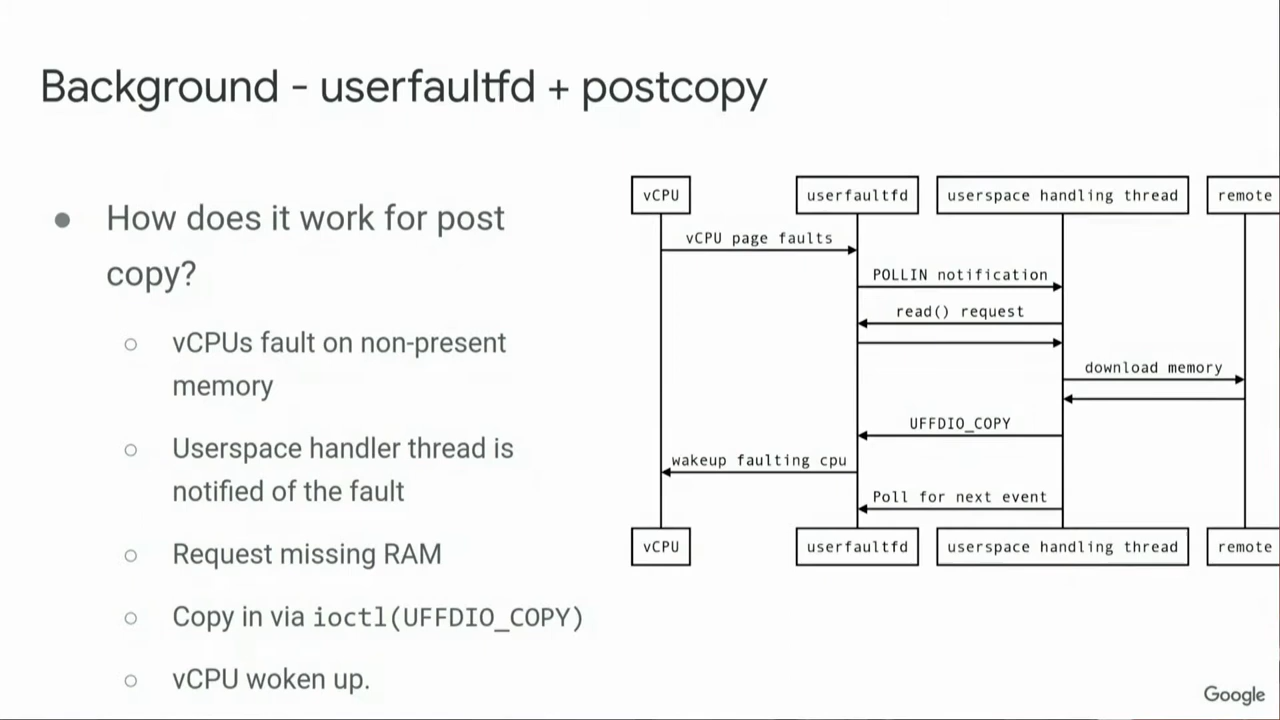 Background - userfaultfd + postcopy
● How does it work for post
copy?
○ vCPUs fault on non-present
memory
○ Userspace handler thread is
notified of the fault
○ Request missing RAM
○ Copy in via ioctl(UFFDIO_COPY)
○ vCPU woken up.
vCPU userfaultfd userspace handling thread remote
vCPU page faults
POLLIN notification
read() request
download memory
UFFDIO_COPY
wakeup faulting cpu
Poll for next event
vCPU userfaultfd userspace handling thread remote
Google